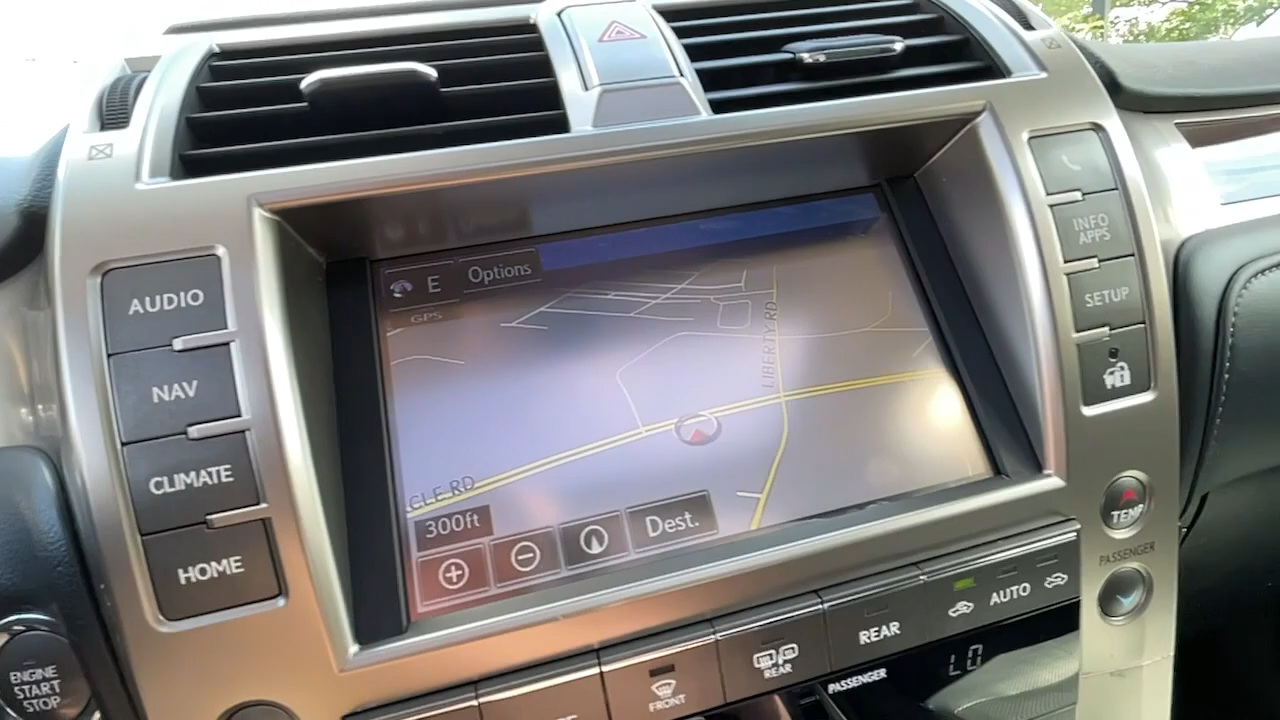 AUDIO
NAV
CLIMATE
HOME
ENGINE
START
STOP
E
Options
GPS
LIBERTY RD
CLE RD
300ft
Dest.
INFO
APPS
SETUP
TEMP
PASSENGER
FRONT
REAR
REAR
AUTO
PASSENGER
LO